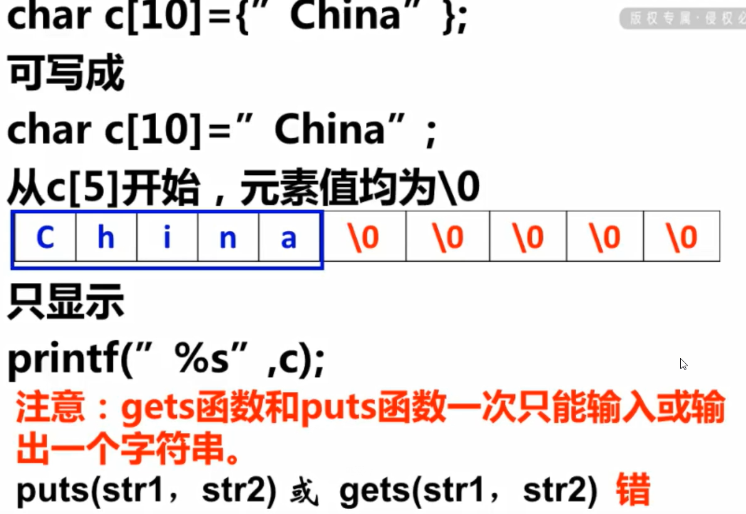 char c[10]={”China”};
版权专属·侵权必
可写成
char c[10]=”China”;
从c[5]开始，元素值均为\0
C h i n a \0 \0 \0 \0 \0
只显示
printf(”%s”,c);
注意：gets函数和puts函数一次只能输入或输
出一个字符串。
puts(str1，str2) 或 gets(str1，str2) 错